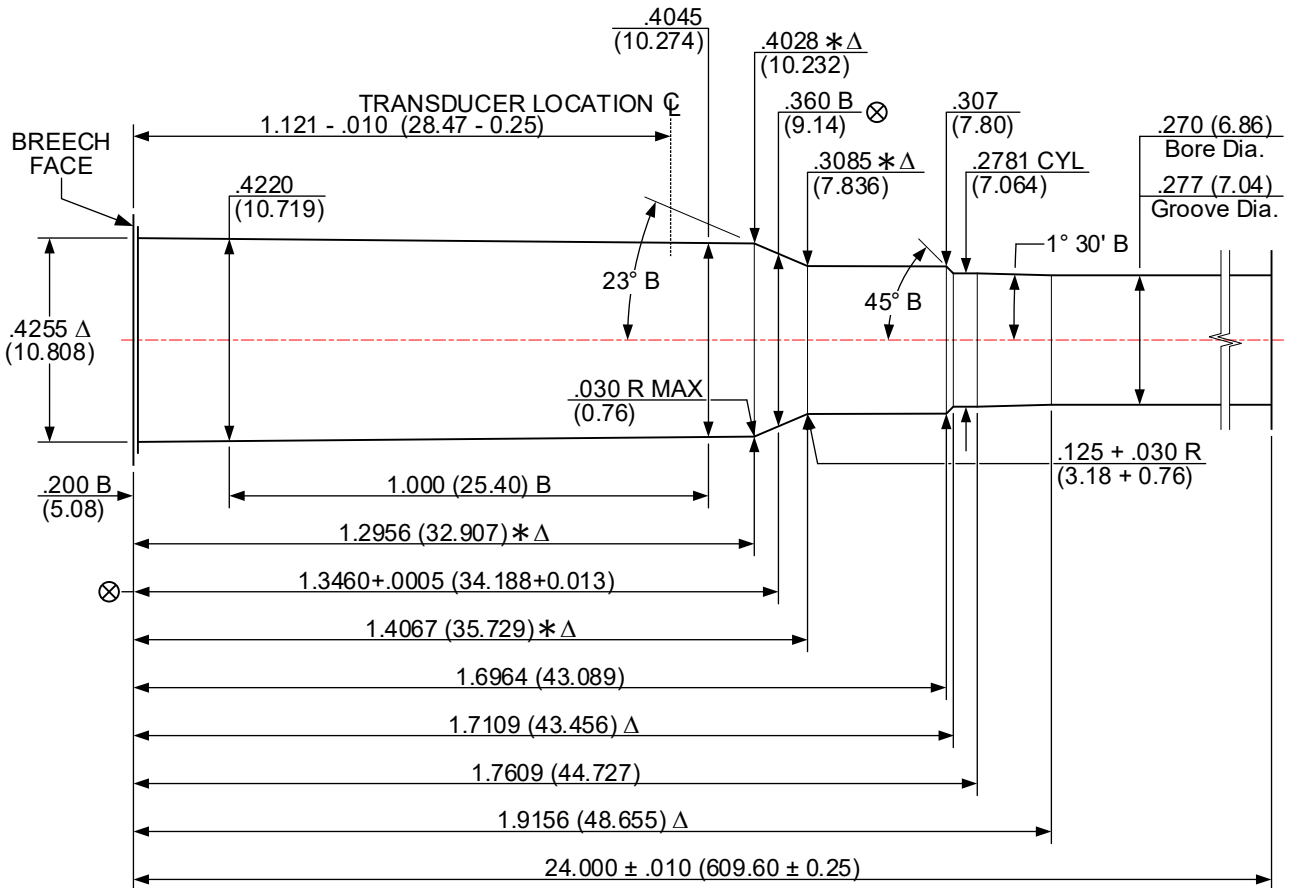 .4045
(10.274)
.4028 ∗ Δ
(10.232)
TRANSDUCER LOCATION ℄
1.121 - .010 (28.47 - 0.25)
.360 B ⊗
(9.14)
.307
(7.80)
.270 (6.86)
Bore Dia.
BREECH
FACE
.3085 ∗ Δ
(7.836)
.2781 CYL
(7.064)
.277 (7.04)
Groove Dia.
.4220
(10.719)
1° 30' B
23° B
45° B
.4255 Δ
(10.808)
.030 R MAX
(0.76)
.125 + .030 R
(3.18 + 0.76)
.200 B
(5.08)
1.000 (25.40) B
1.2956 (32.907) ∗ Δ
⊗ 1.3460+.0005 (34.188+0.013)
1.4067 (35.729) ∗ Δ
1.6964 (43.089)
1.7109 (43.456) Δ
1.7609 (44.727)
1.9156 (48.655) Δ
24.000 ± .010 (609.60 ± 0.25)